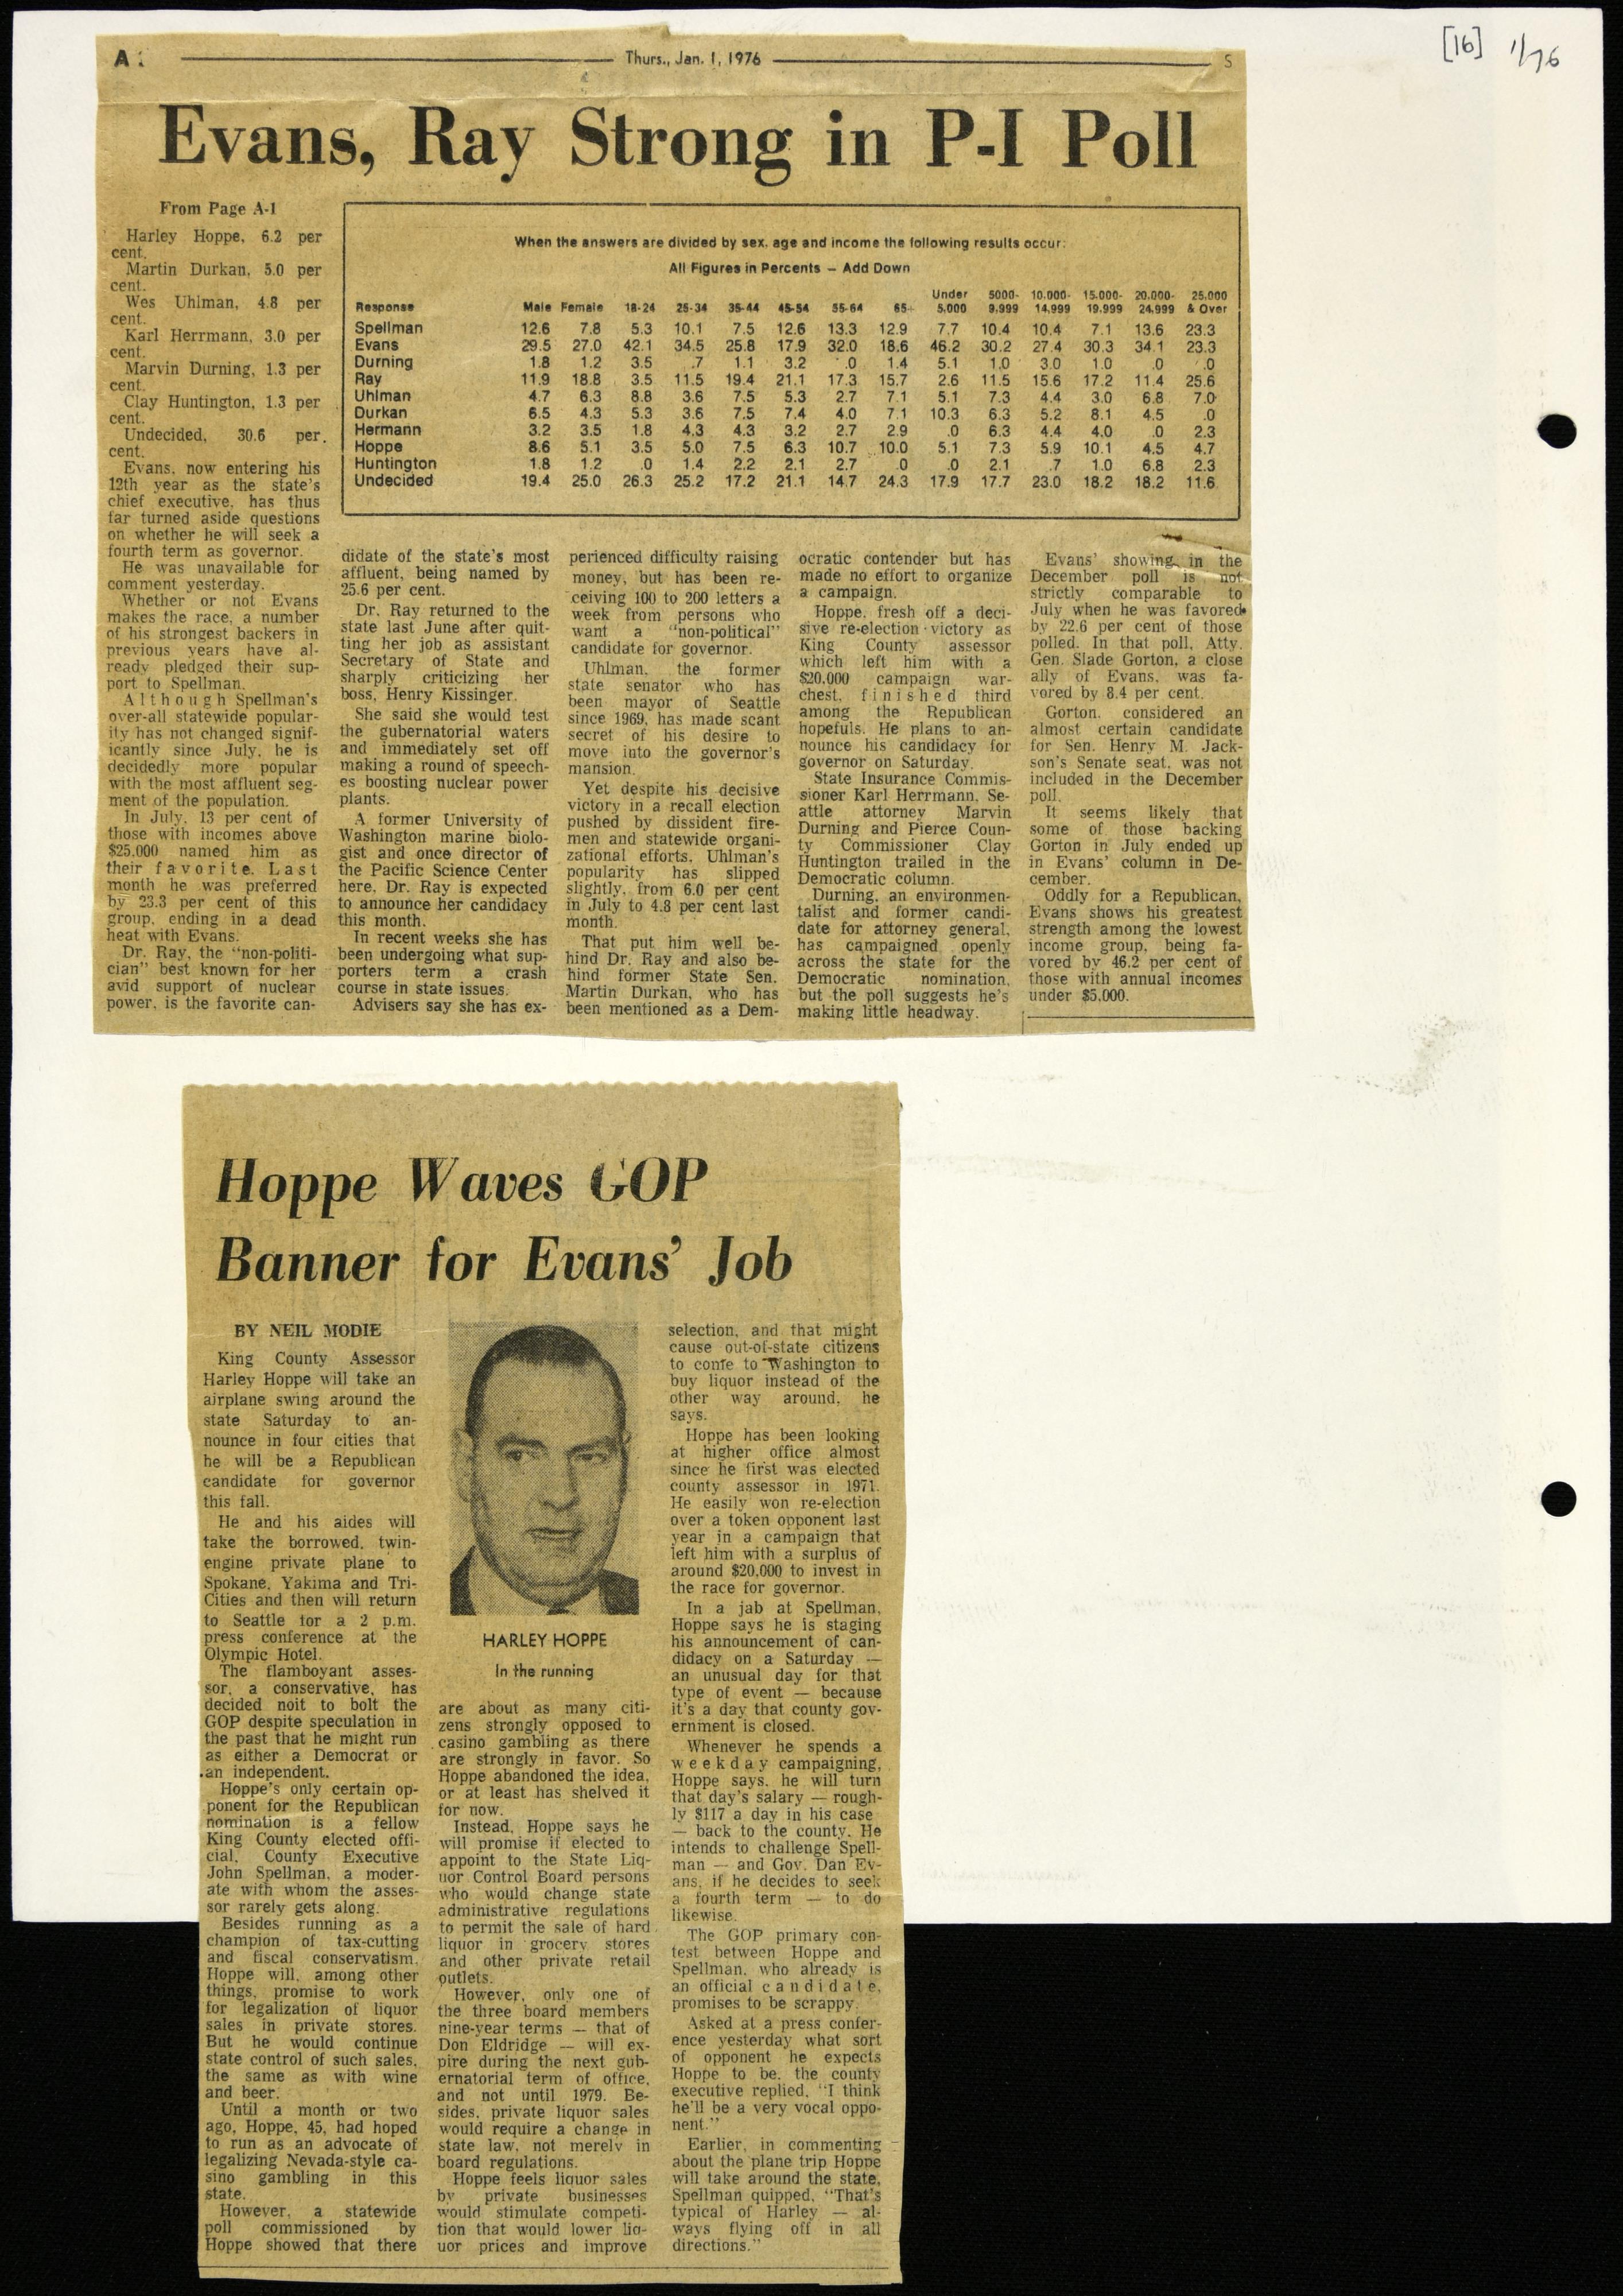 [16] 1/76
A
Thurs., Jan. 1, 1976
S
Evans, Ray Strong in P-I Poll
From Page A-1
Harley Hoppe, 6.2 per
cent.
Martin Durkan, 5.0 per
cent.
Wes Uhlman, 4.8 per
cent.
Karl Herrmann, 3.0 per
cent.
Marvin Durning, 1.3 per
cent.
Clay Huntington, 1.3 per
cent.
Undecided, 30.6 per
cent.
Evans, now entering his
12th year as the state's
chief executive, has thus
far turned aside questions
on whether he will seek a
fourth term as governor.
He was unavailable for
comment yesterday.
Whether or not Evans
makes the race, a number
of his strongest backers in
previous years have al-
ready pledged their sup-
port to Spellman.
Although Spellman's
over-all statewide popular-
ity has not changed signif-
icantly since July, he is
decidedly more popular
with the most affluent seg-
ment of the population.
In July, 13 per cent of
those with incomes above
$25,000 named him as
their favorite. Last
month he was preferred
by 23.3 per cent of this
group, ending in a dead
heat with Evans.
Dr. Ray, the "non-politi-
cian" best known for her
avid support of nuclear
power, is the favorite can-
When the answers are divided by sex, age and income the following results occur:
All Figures in Percents — Add Down
Response Male Female 18-24 25-34 35-44 45-54 55-64 65+ Under 5,000 5000-9,999 10,000-14,999 15,000-19,999 20,000-24,999 25,000 & Over
Spellman 12.6 7.8 5.3 10.1 7.5 12.6 13.3 12.9 7.7 10.4 10.4 7.1 13.6 23.3
Evans 29.5 27.0 42.1 34.5 25.8 17.9 32.0 18.6 46.2 30.2 27.4 30.3 34.1 23.3
Durning 1.8 1.2 3.5 .7 1.1 3.2 .0 1.4 5.1 1.0 3.0 1.0 .0 .0
Ray 11.9 18.8 3.5 11.5 19.4 21.1 17.3 15.7 2.6 11.5 15.6 17.2 11.4 25.6
Uhlman 4.7 6.3 8.8 3.6 7.5 5.3 2.7 7.1 5.1 7.3 4.4 3.0 6.8 7.0
Durkan 6.5 4.3 5.3 3.6 7.5 7.4 4.0 7.1 10.3 6.3 5.2 8.1 4.5 .0
Hermann 3.2 3.5 1.8 4.3 4.3 3.2 2.7 2.9 .0 6.3 4.4 4.0 .0 2.3
Hoppe 8.6 5.1 3.5 5.0 7.5 6.3 10.7 10.0 5.1 7.3 5.9 10.1 4.5 4.7
Huntington 1.8 1.2 .0 1.4 2.2 2.1 2.7 .0 .0 2.1 .7 1.0 6.8 2.3
Undecided 19.4 25.0 26.3 25.2 17.2 21.1 14.7 24.3 17.9 17.7 23.0 18.2 18.2 11.6
didate of the state's most
affluent, being named by
25.6 per cent.
Dr. Ray returned to the
state last June after quit-
ting her job as assistant
Secretary of State and
sharply criticizing her
boss, Henry Kissinger.
She said she would test
the gubernatorial waters
and immediately set off
making a round of speech-
es boosting nuclear power
plants.
A former University of
Washington marine biolo-
gist and once director of
the Pacific Science Center
here, Dr. Ray is expected
to announce her candidacy
this month.
In recent weeks she has
been undergoing what sup-
porters term a crash
course in state issues.
Advisers say she has ex-
perienced difficulty raising
money, but has been re-
ceiving 100 to 200 letters a
week from persons who
want a "non-political"
candidate for governor.
Uhlman, the former
state senator who has
been mayor of Seattle
since 1969, has made scant
secret of his desire to
move into the governor's
mansion.
Yet despite his decisive
victory in a recall election
pushed by dissident fire-
men and statewide organi-
zational efforts, Uhlman's
popularity has slipped
slightly, from 6.0 per cent
in July to 4.8 per cent last
month.
That put him well be-
hind Dr. Ray and also be-
hind former State Sen.
Martin Durkan, who has
been mentioned as a Dem-
ocratic contender but has
made no effort to organize
a campaign.
Hoppe, fresh off a deci-
sive re-election victory as
King County assessor
which left him with a
$20,000 campaign war-
chest, finished third
among the Republican
hopefuls. He plans to an-
nounce his candidacy for
governor on Saturday.
State Insurance Commis-
sioner Karl Herrmann, Se-
attle attorney Marvin
Durning and Pierce Coun-
ty Commissioner Clay
Huntington trailed in the
Democratic column.
Durning, an environmen-
talist and former candi-
date for attorney general,
has campaigned openly
across the state for the
Democratic nomination,
but the poll suggests he's
making little headway.
Evans' showing in the
December poll is not
strictly comparable to
July when he was favored
by 22.6 per cent of those
polled. In that poll, Atty.
Gen. Slade Gorton, a close
ally of Evans, was fa-
vored by 8.4 per cent.
Gorton, considered an
almost certain candidate
for Sen. Henry M. Jack-
son's Senate seat, was not
included in the December
poll.
It seems likely that
some of those backing
Gorton in July ended up
in Evans' column in De-
cember.
Oddly for a Republican,
Evans shows his greatest
strength among the lowest
income group, being fa-
vored by 46.2 per cent of
those with annual incomes
under $5,000.
Hoppe Waves GOP
Banner for Evans' Job
BY NEIL MODIE
King County Assessor
Harley Hoppe will take an
airplane swing around the
state Saturday to an-
nounce in four cities that
he will be a Republican
candidate for governor
this fall.
He and his aides will
take the borrowed, twin-
engine private plane to
Spokane, Yakima and Tri-
Cities and then will return
to Seattle for a 2 p.m.
press conference at the
Olympic Hotel.
The flamboyant asses-
sor, a conservative, has
decided noit to bolt the
GOP despite speculation in
the past that he might run
as either a Democrat or
an independent.
Hoppe's only certain op-
ponent for the Republican
nomination is a fellow
King County elected offi-
cial, County Executive
John Spellman, a moder-
ate with whom the asses-
sor rarely gets along.
Besides running as a
champion of tax-cutting
and fiscal conservatism,
Hoppe will, among other
things, promise to work
for legalization of liquor
sales in private stores.
But he would continue
state control of such sales,
the same as with wine
and beer.
Until a month or two
ago, Hoppe, 45, had hoped
to run as an advocate of
legalizing Nevada-style ca-
sino gambling in this
state.
However, a statewide
poll commissioned by
Hoppe showed that there
HARLEY HOPPE
In the running
are about as many citi-
zens strongly opposed to
casino gambling as there
are strongly in favor. So
Hoppe abandoned the idea,
or at least has shelved it
for now.
Instead, Hoppe says he
will promise if elected to
appoint to the State Liq-
uor Control Board persons
who would change state
administrative regulations
to permit the sale of hard
liquor in grocery stores
and other private retail
outlets.
However, only one of
the three board members
nine-year terms — that of
Don Eldridge — will ex-
pire during the next gub-
ernatorial term of office,
and not until 1979. Be-
sides, private liquor sales
would require a change in
state law, not merely in
board regulations.
Hoppe feels liquor sales
by private businesses
would stimulate competi-
tion that would lower liq-
uor prices and improve
selection, and that might
cause out-of-state citizens
to come to Washington to
buy liquor instead of the
other way around, he
says.
Hoppe has been looking
at higher office almost
since he first was elected
county assessor in 1971.
He easily won re-election
over a token opponent last
year in a campaign that
left him with a surplus of
around $20,000 to invest in
the race for governor.
In a jab at Spellman,
Hoppe says he is staging
his announcement of can-
didacy on a Saturday —
an unusual day for that
type of event — because
it's a day that county gov-
ernment is closed.
Whenever he spends a
weekday campaigning,
Hoppe says, he will turn
that day's salary — rough-
ly $117 a day in his case
— back to the county. He
intends to challenge Spell-
man — and Gov. Dan Ev-
ans, if he decides to seek
a fourth term — to do
likewise.
The GOP primary con-
test between Hoppe and
Spellman, who already is
an official candidate,
promises to be scrappy.
Asked at a press confer-
ence yesterday what sort
of opponent he expects
Hoppe to be, the county
executive replied, "I think
he'll be a very vocal oppo-
nent."
Earlier, in commenting
about the plane trip Hoppe
will take around the state,
Spellman quipped, "That's
typical of Harley — al-
ways flying off in all
directions."